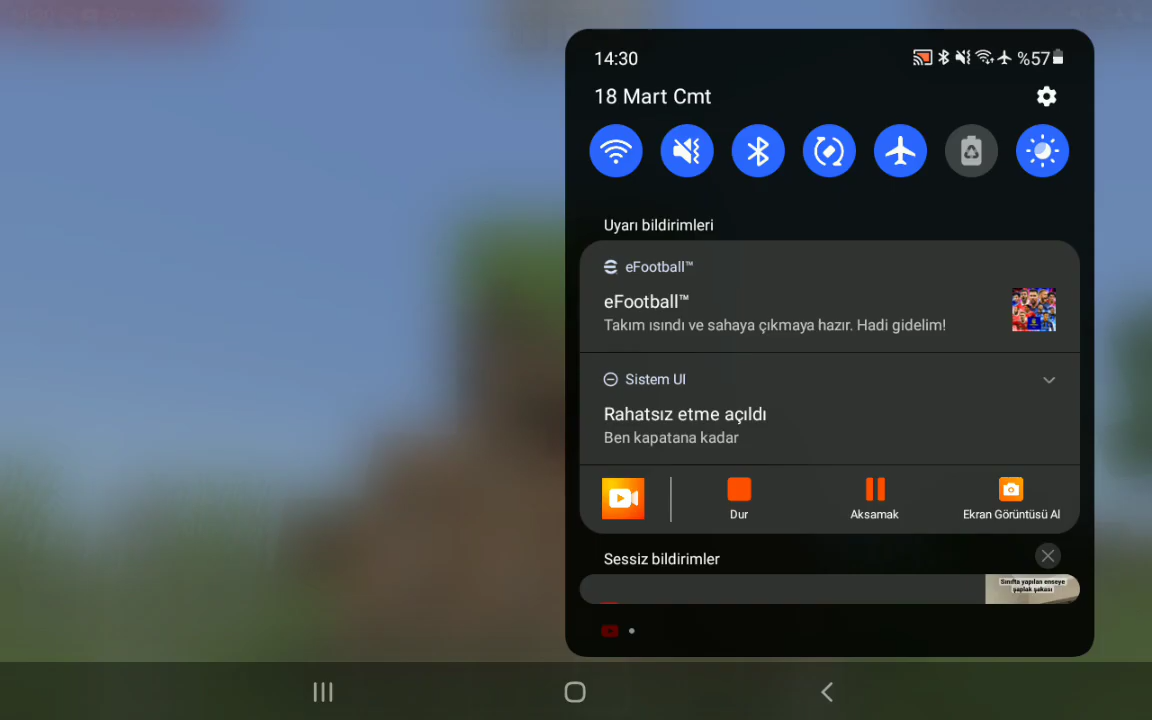 14:30
%57
18 Mart Cmt
Uyarı bildirimleri
eFootball™
eFootball™
Takım ısındı ve sahaya çıkmaya hazır. Hadi gidelim!
Sistem UI
Rahatsız etme açıldı
Ben kapatana kadar
Dur
Aksamak
Ekran Görüntüsü Al
Sessiz bildirimler
Sınıfta yapılan enseye
şaplak şakası